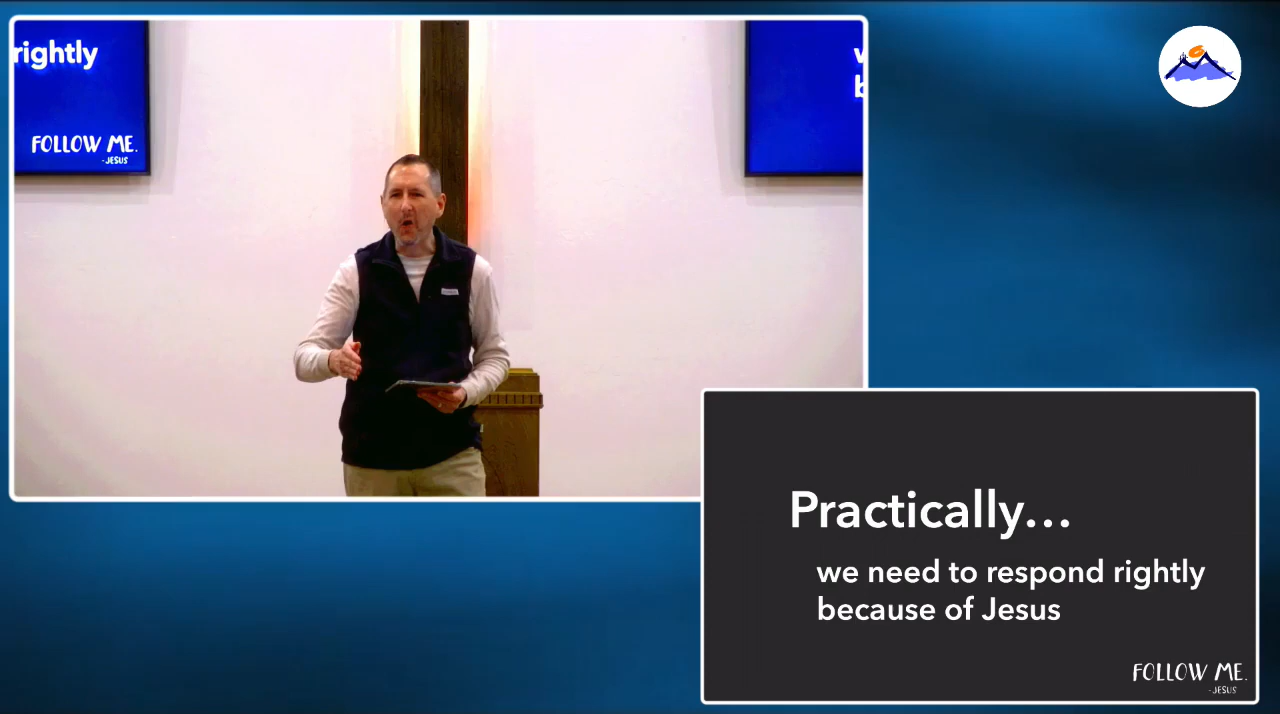 rightly
FOLLOW ME.
-JESUS
Practically...
we need to respond rightly
because of Jesus
FOLLOW ME.
-JESUS